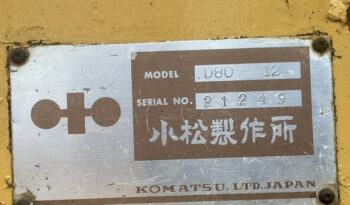 MODEL D80 12
SERIAL NO. 21249
小松製作所
KOMATSU, LTD. JAPAN